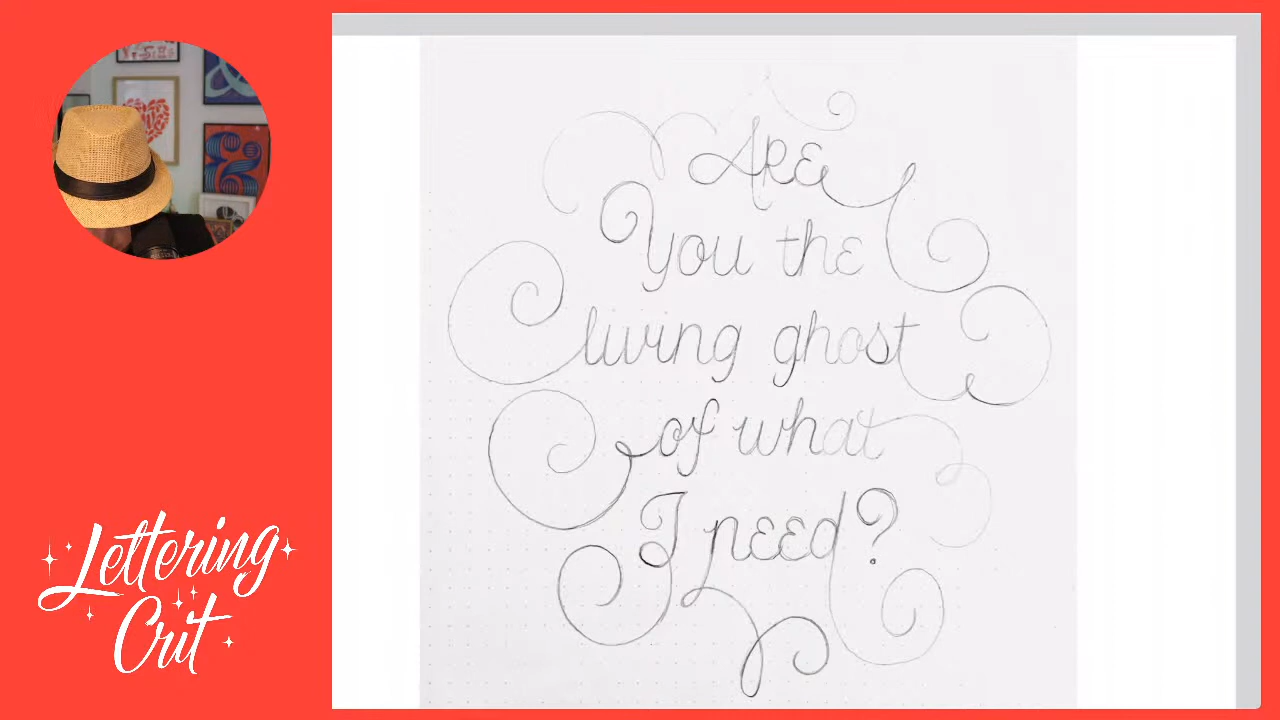 Are
You the
living ghost
of what
I need?
Lettering
Crit